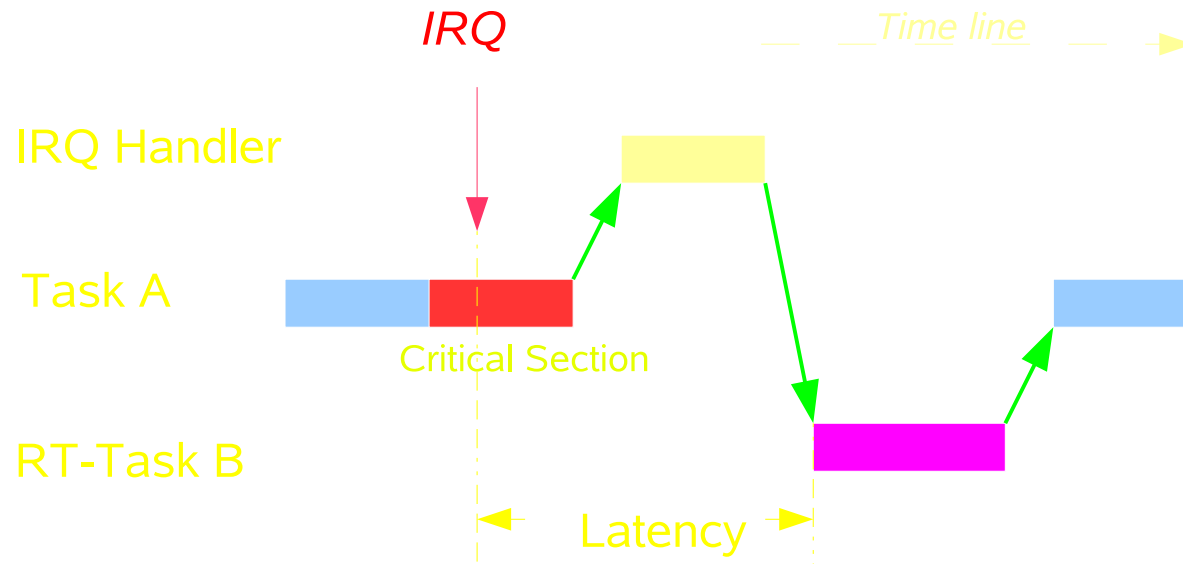 IRQ
Time line
IRQ Handler
Task A
Critical Section
RT-Task B
Latency